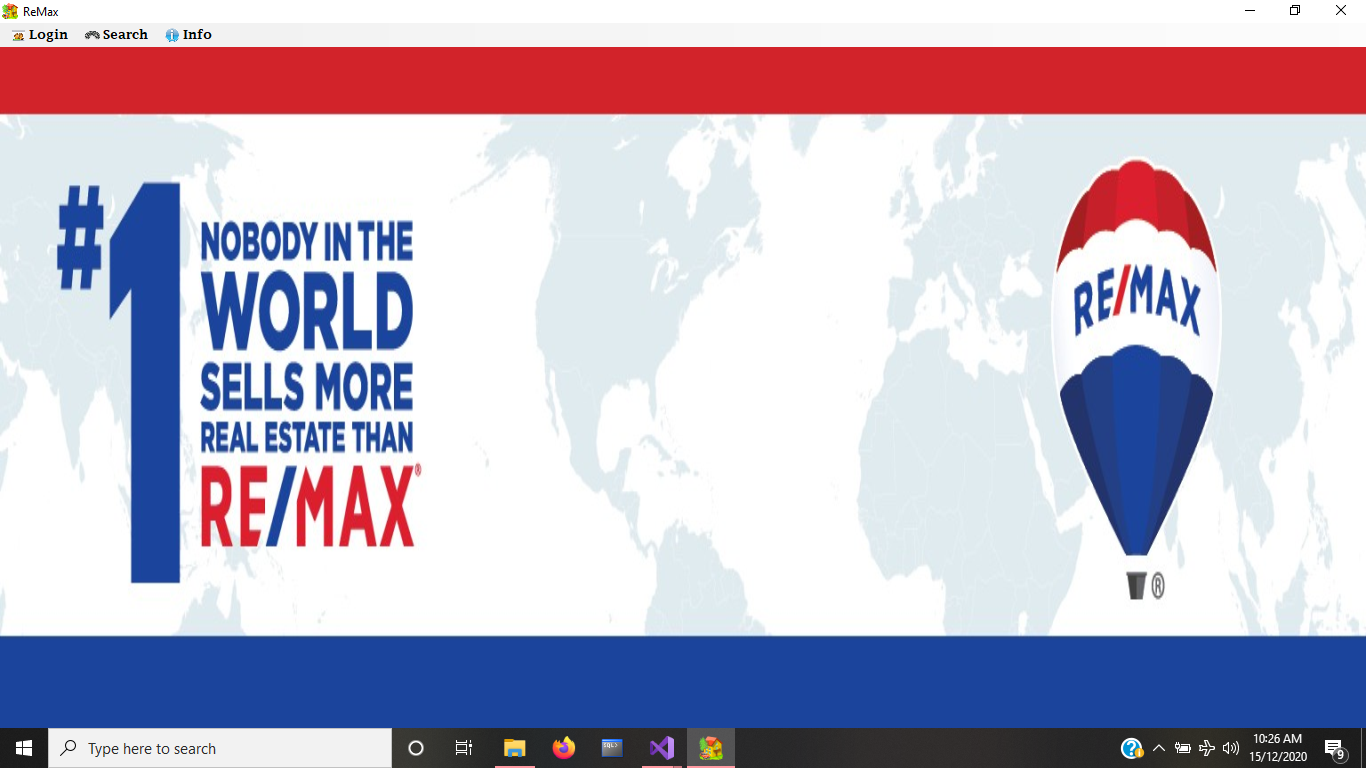 ReMax
Login Search Info
#1
NOBODY IN THE
WORLD
SELLS MORE
REAL ESTATE THAN
RE/MAX®
RE/MAX
®
Type here to search
SQL>
10:26 AM
15/12/2020
9